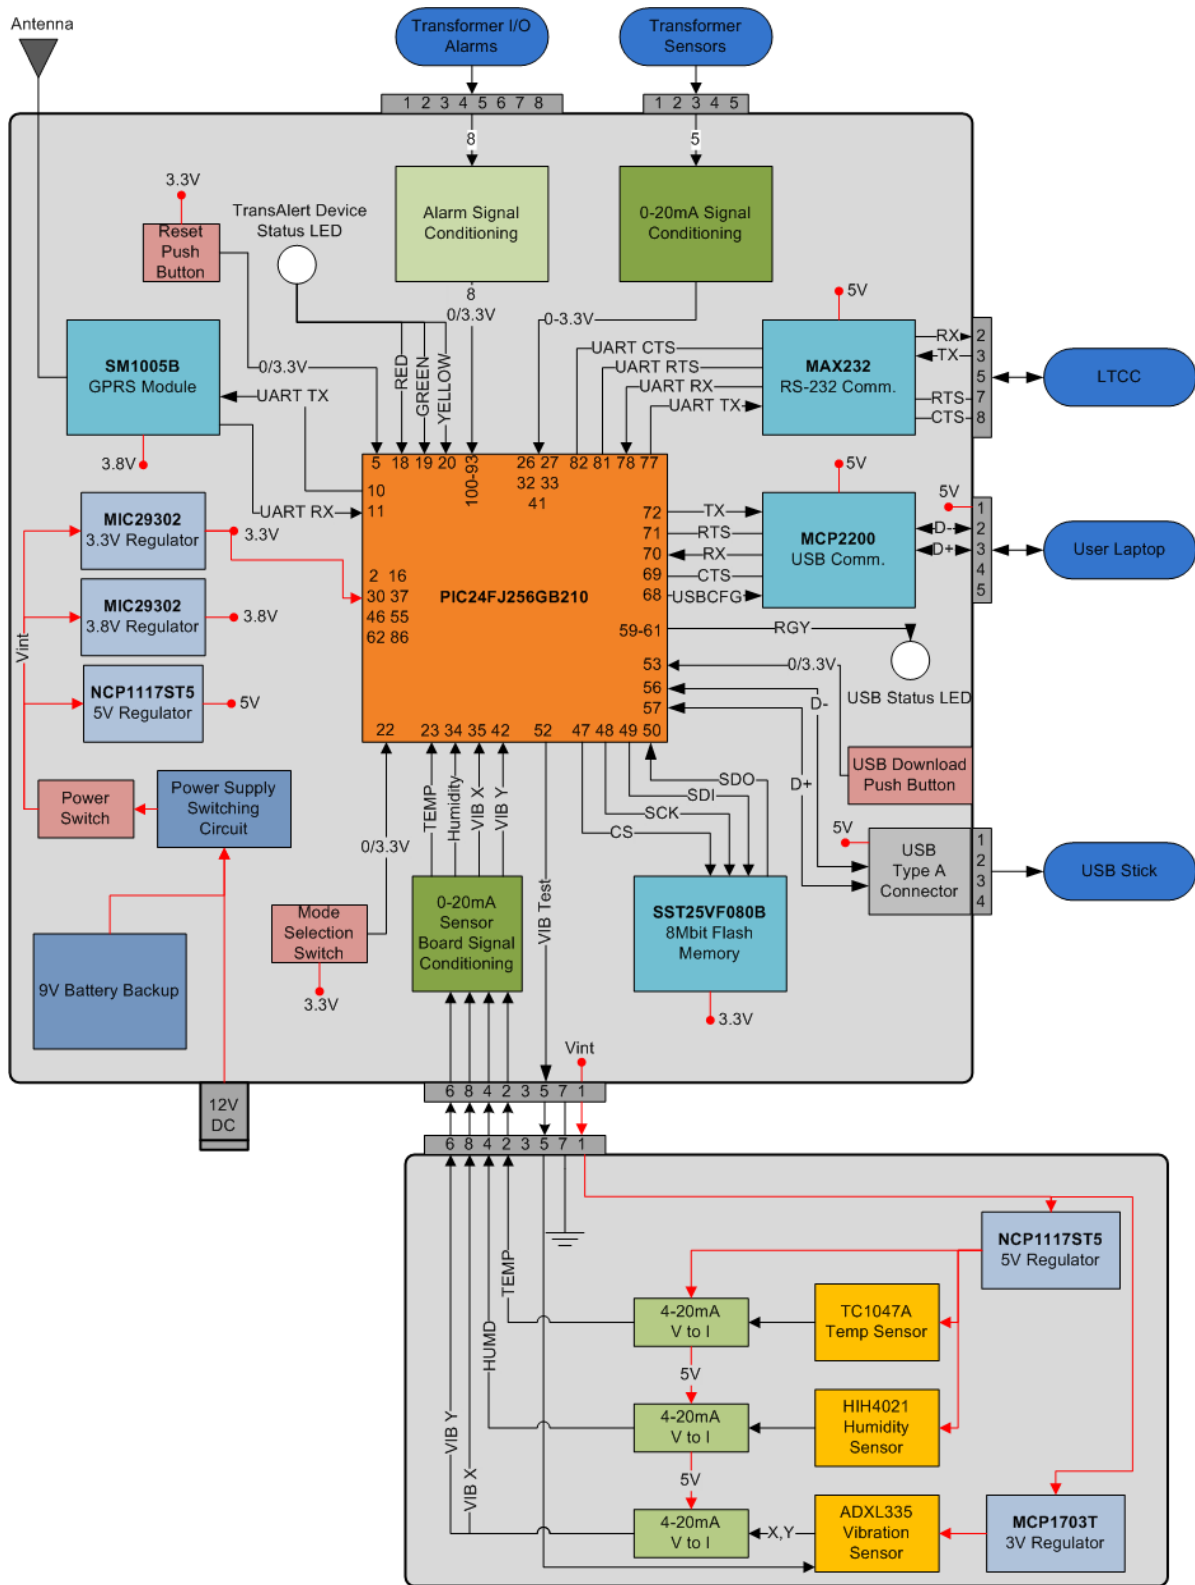 Antenna
Transformer I/O
Alarms
Transformer
Sensors
1 2 3 4 5 6 7 8
1 2 3 4 5
8
5
3.3V
Reset
Push
Button
TransAlert Device
Status LED
Alarm Signal
Conditioning
0-20mA Signal
Conditioning
8
0/3.3V
0-3.3V
5V
SM1005B
GPRS Module
3.8V
0/3.3V
UART TX
UART RX
RED
GREEN
YELLOW
UART CTS
UART RTS
UART RX
UART TX
MAX232
RS-232 Comm.
RX
TX
RTS
CTS
2
3
5
7
8
LTCC
5 18 19 20 100-93 26 27 82 81 78 77
32 33
41
10
11
2 16
30 37
46 55
62 86
PIC24FJ256GB210
72
71
70
69
68
59-61
53
56
57
22 23 34 35 42 52 47 48 49 50
TX
RTS
RX
CTS
USBCFG
RGY
0/3.3V
D-
D+
5V
MCP2200
USB Comm.
5V
D-
D+
1
2
3
4
5
User Laptop
USB Status LED
MIC29302
3.3V Regulator
3.3V
MIC29302
3.8V Regulator
3.8V
NCP1117ST5
5V Regulator
5V
Vint
Power
Switch
Power Supply
Switching
Circuit
9V Battery Backup
12V
DC
Mode
Selection
Switch
0/3.3V
3.3V
TEMP
Humidity
VIB X
VIB Y
VIB Test
0-20mA
Sensor
Board Signal
Conditioning
CS
SCK
SDI
SDO
SST25VF080B
8Mbit Flash
Memory
3.3V
USB Download
Push Button
5V
USB
Type A
Connector
1
2
3
4
USB Stick
Vint
6 8 4 2 3 5 7 1
6 8 4 2 3 5 7 1
VIB Y
VIB X
HUMD
TEMP
NCP1117ST5
5V Regulator
4-20mA
V to I
TC1047A
Temp Sensor
5V
4-20mA
V to I
HIH4021
Humidity
Sensor
5V
4-20mA
V to I
X,Y
ADXL335
Vibration
Sensor
MCP1703T
3V Regulator